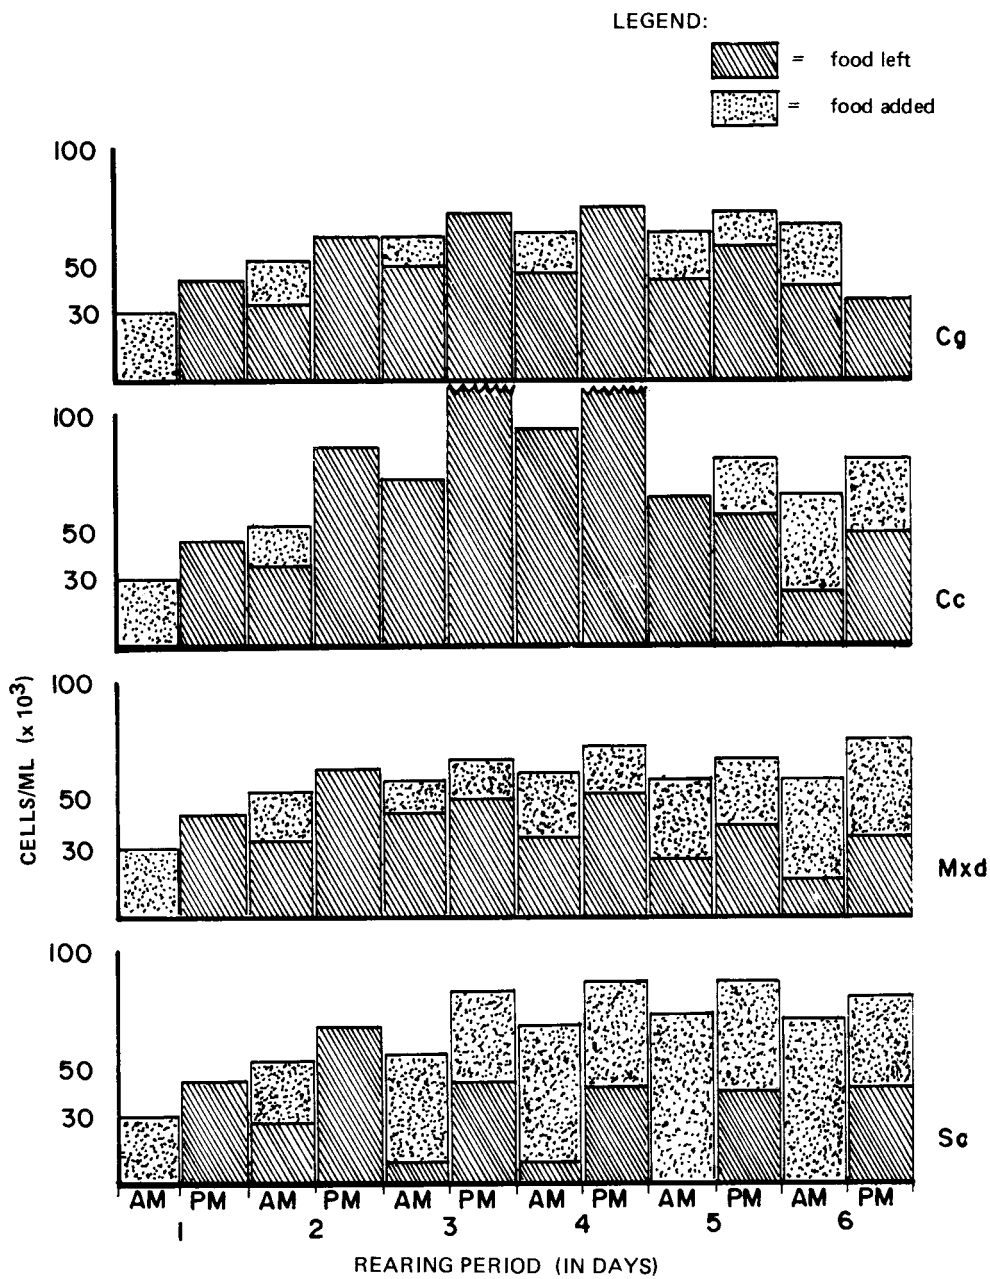 LEGEND:
= food left
= food added
100
50
30
Cg
100
50
30
Cc
100
50
30
Mxd
CELLS/ML (x 10³)
100
50
30
Sa
AM PM AM PM AM PM AM PM AM PM AM PM
1 2 3 4 5 6
REARING PERIOD (IN DAYS)